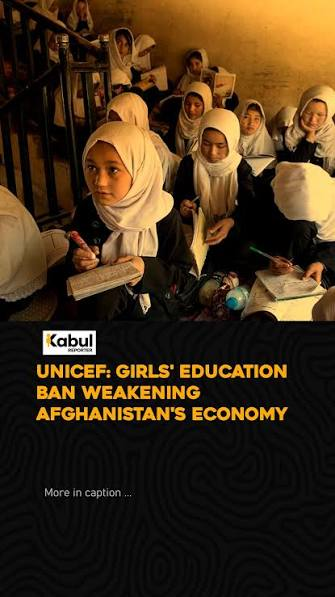 Kabul
REPORTER
UNICEF: GIRLS' EDUCATION
BAN WEAKENING
AFGHANISTAN'S ECONOMY
More in caption ...